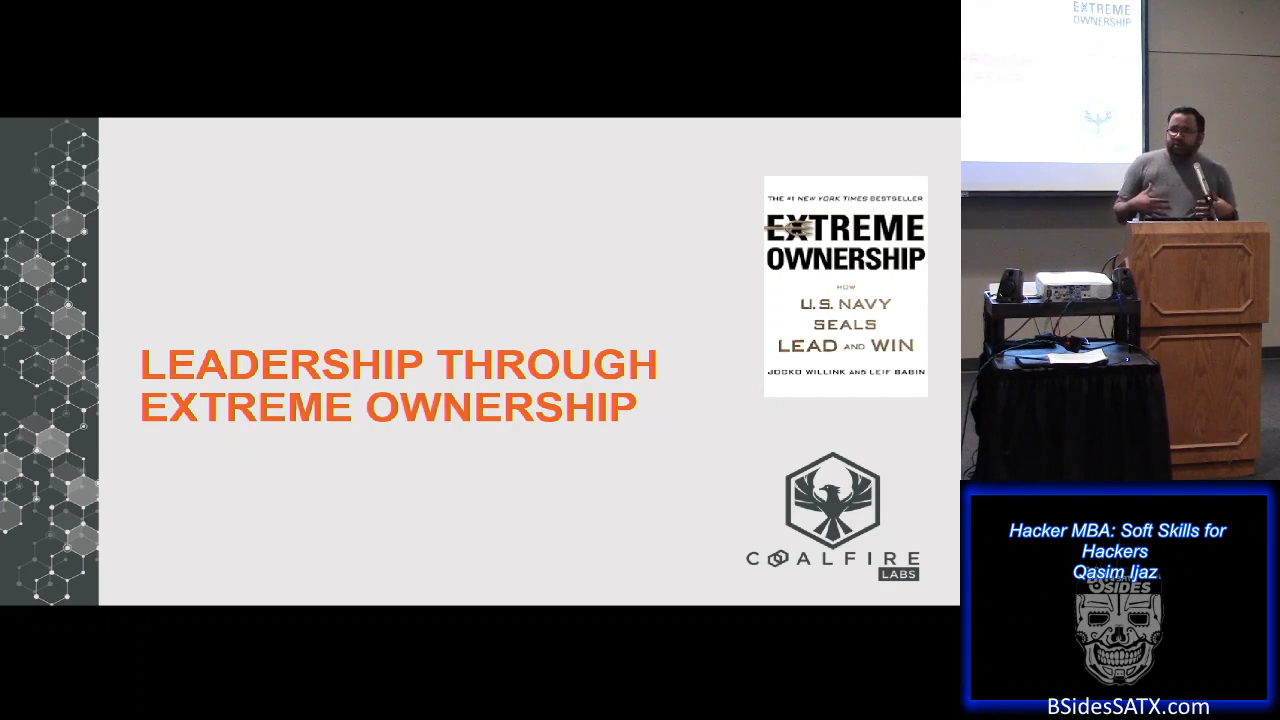 LEADERSHIP THROUGH
EXTREME OWNERSHIP
THE #1 NEW YORK TIMES BESTSELLER
EXTREME
OWNERSHIP
HOW
U.S. NAVY
SEALS
LEAD AND WIN
JOCKO WILLINK AND LEIF BABIN
COALFIRE
LABS
EXTREME
OWNERSHIP
Hacker MBA: Soft Skills for
Hackers
Qasim Ijaz
BSIDES
BSidesSATX.com